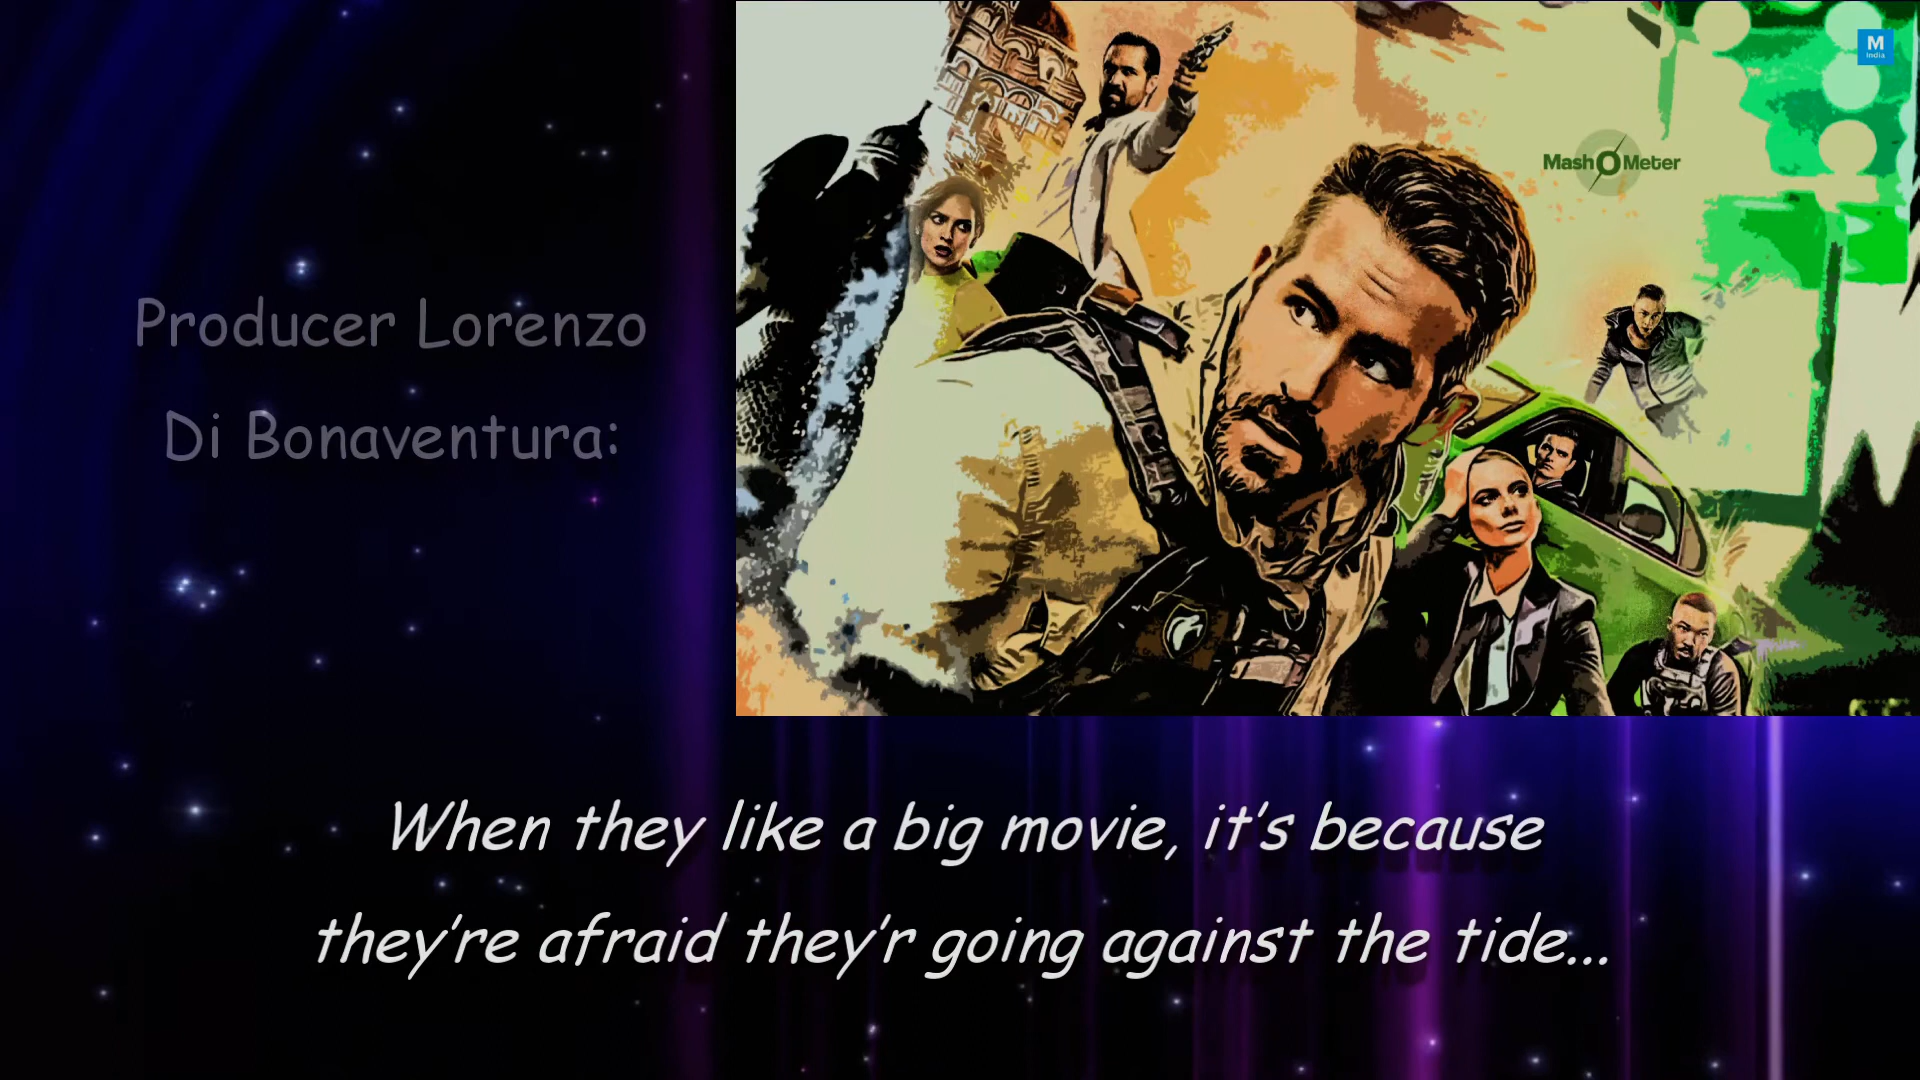 M
India
Mash O Meter
Producer Lorenzo
Di Bonaventura:
When they like a big movie, it's because
they're afraid they'r going against the tide...